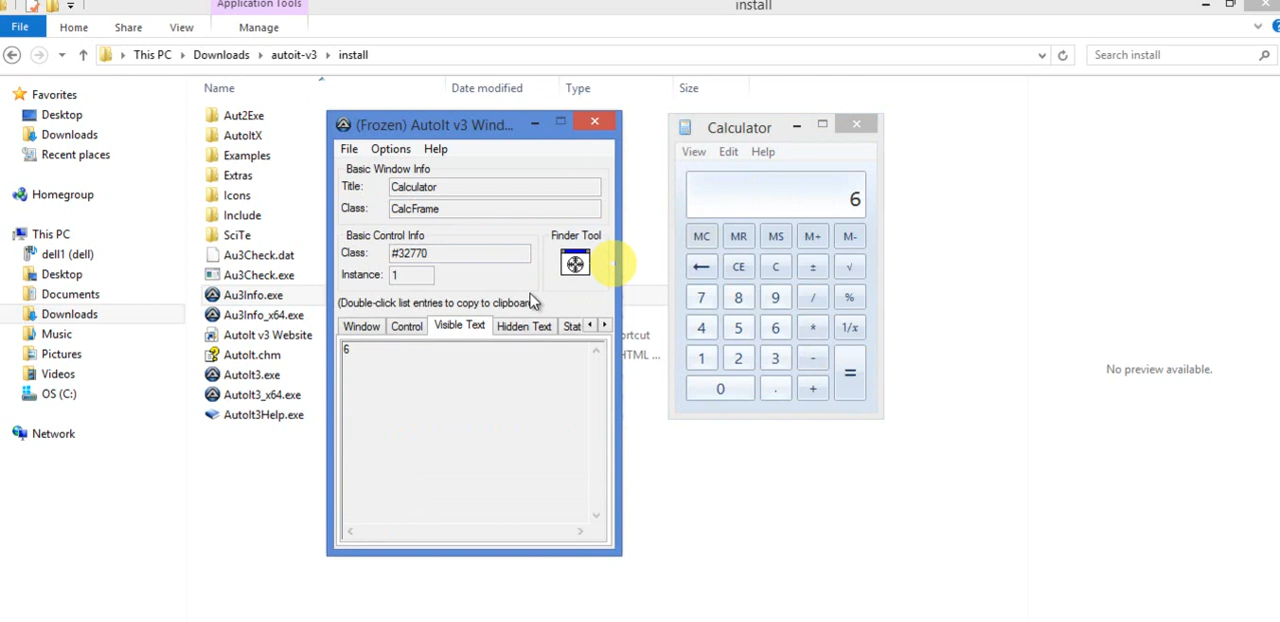 Application Tools
install
File
Home
Share
View
Manage
This PC
Downloads
autoit-v3
install
Search install
Favorites
Desktop
Downloads
Recent places
Homegroup
This PC
dell1 (dell)
Desktop
Documents
Downloads
Music
Pictures
Videos
OS (C:)
Network
Name
Date modified
Type
Size
Aut2Exe
AutoItX
Examples
Extras
Icons
Include
SciTe
Au3Check.dat
Au3Check.exe
Au3Info.exe
Au3Info_x64.exe
AutoIt v3 Website
AutoIt.chm
AutoIt3.exe
AutoIt3_x64.exe
AutoIt3Help.exe
ortcut
HTML ...
(Frozen) AutoIt v3 Wind...
File Options Help
Basic Window Info
Title: Calculator
Class: CalcFrame
Basic Control Info
Finder Tool
Class: #32770
Instance: 1
(Double-click list entries to copy to clipboard
Window Control Visible Text Hidden Text Stat
6
Calculator
View Edit Help
6
MC MR MS M+ M-
← CE C ± √
7 8 9 / %
4 5 6 * 1/x
1 2 3 - =
0 . +
No preview available.